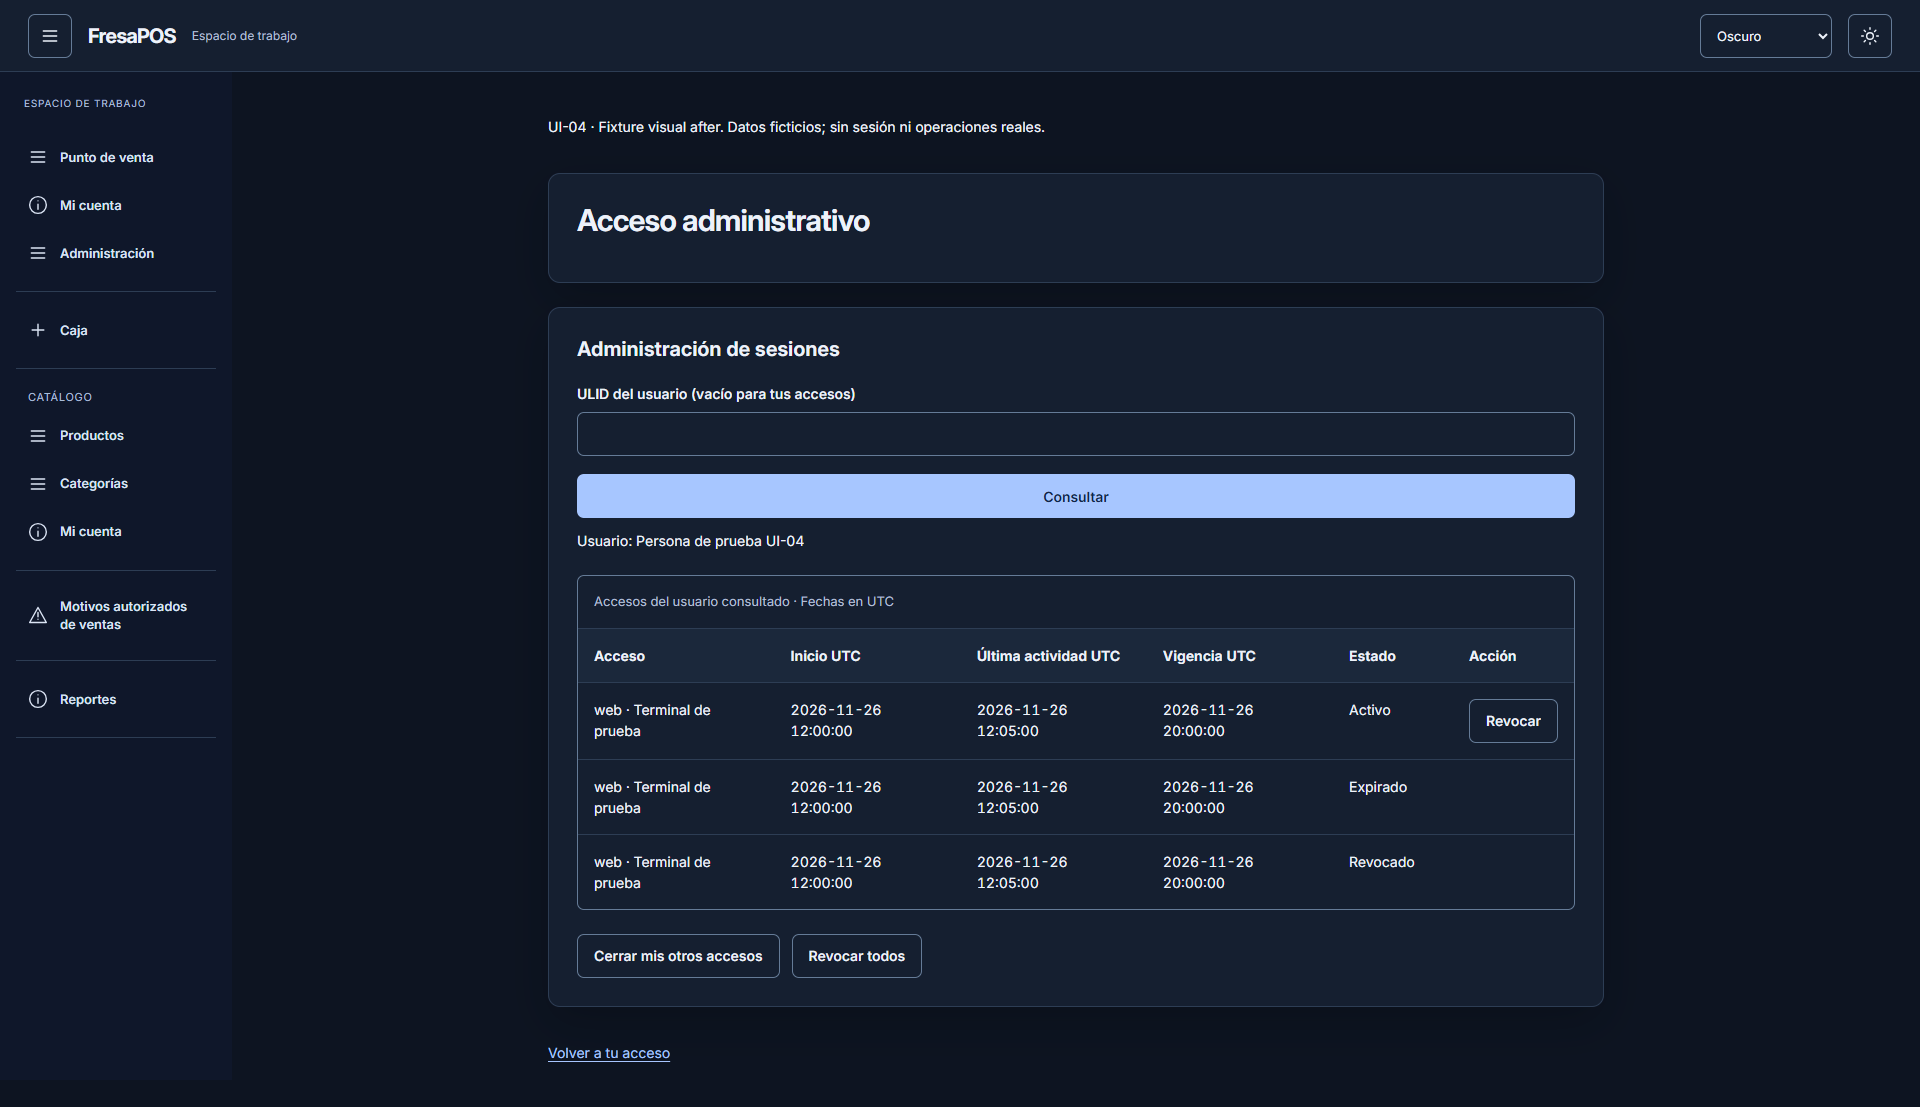 FresaPOS
Espacio de trabajo
Oscuro
ESPACIO DE TRABAJO
Punto de venta
Mi cuenta
Administración
Caja
CATÁLOGO
Productos
Categorías
Mi cuenta
Motivos autorizados
de ventas
Reportes
UI-04 · Fixture visual after. Datos ficticios; sin sesión ni operaciones reales.
Acceso administrativo
Administración de sesiones
ULID del usuario (vacío para tus accesos)
Consultar
Usuario: Persona de prueba UI-04
Accesos del usuario consultado · Fechas en UTC
Acceso Inicio UTC Última actividad UTC Vigencia UTC Estado Acción
web · Terminal de 2026-11-26 2026-11-26 2026-11-26 Activo Revocar
prueba 12:00:00 12:05:00 20:00:00
web · Terminal de 2026-11-26 2026-11-26 2026-11-26 Expirado
prueba 12:00:00 12:05:00 20:00:00
web · Terminal de 2026-11-26 2026-11-26 2026-11-26 Revocado
prueba 12:00:00 12:05:00 20:00:00
Cerrar mis otros accesos Revocar todos
Volver a tu acceso